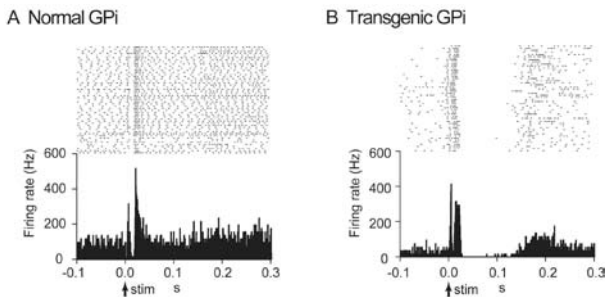 A Normal GPi
B Transgenic GPi
Firing rate (Hz)
600
400
200
0
-0.1 0.0 0.1 0.2 0.3
stim s
Firing rate (Hz)
600
400
200
0
-0.1 0.0 0.1 0.2 0.3
stim s